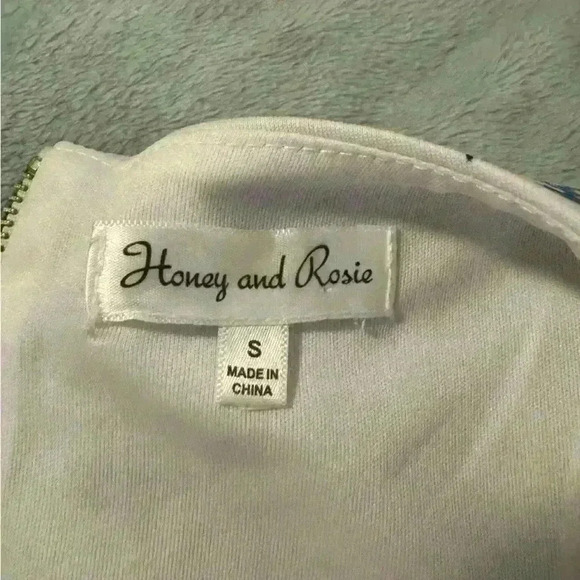 Honey and Rosie
S
MADE IN
CHINA